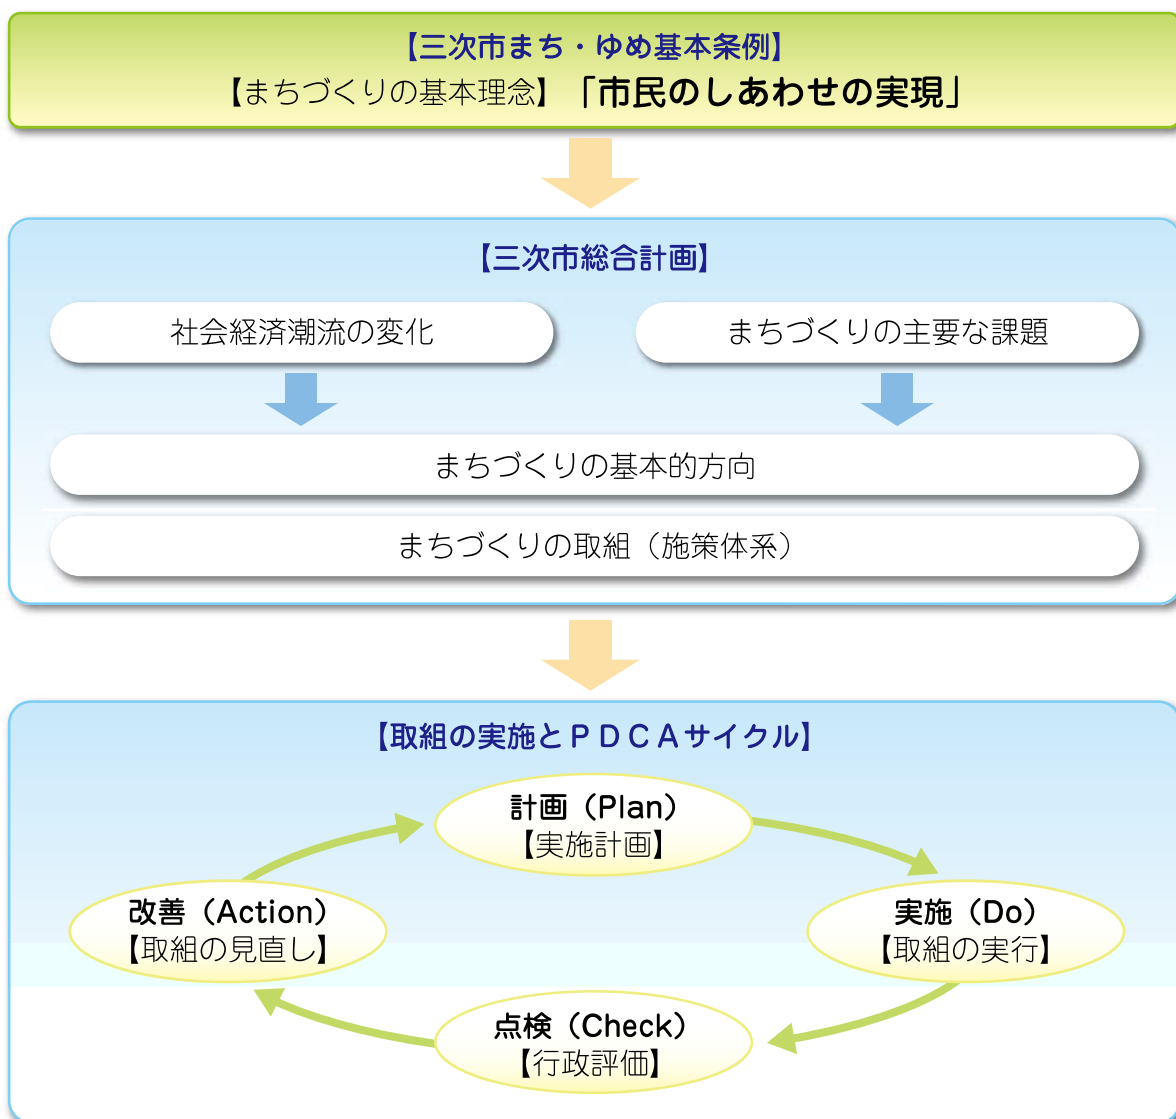 【三次市まち・ゆめ基本条例】
【まちづくりの基本理念】「市民のしあわせの実現」
【三次市総合計画】
社会経済潮流の変化
まちづくりの主要な課題
まちづくりの基本的方向
まちづくりの取組（施策体系）
【取組の実施とＰＤＣＡサイクル】
計画（Plan）
【実施計画】
改善（Action）
【取組の見直し】
実施（Do）
【取組の実行】
点検（Check）
【行政評価】